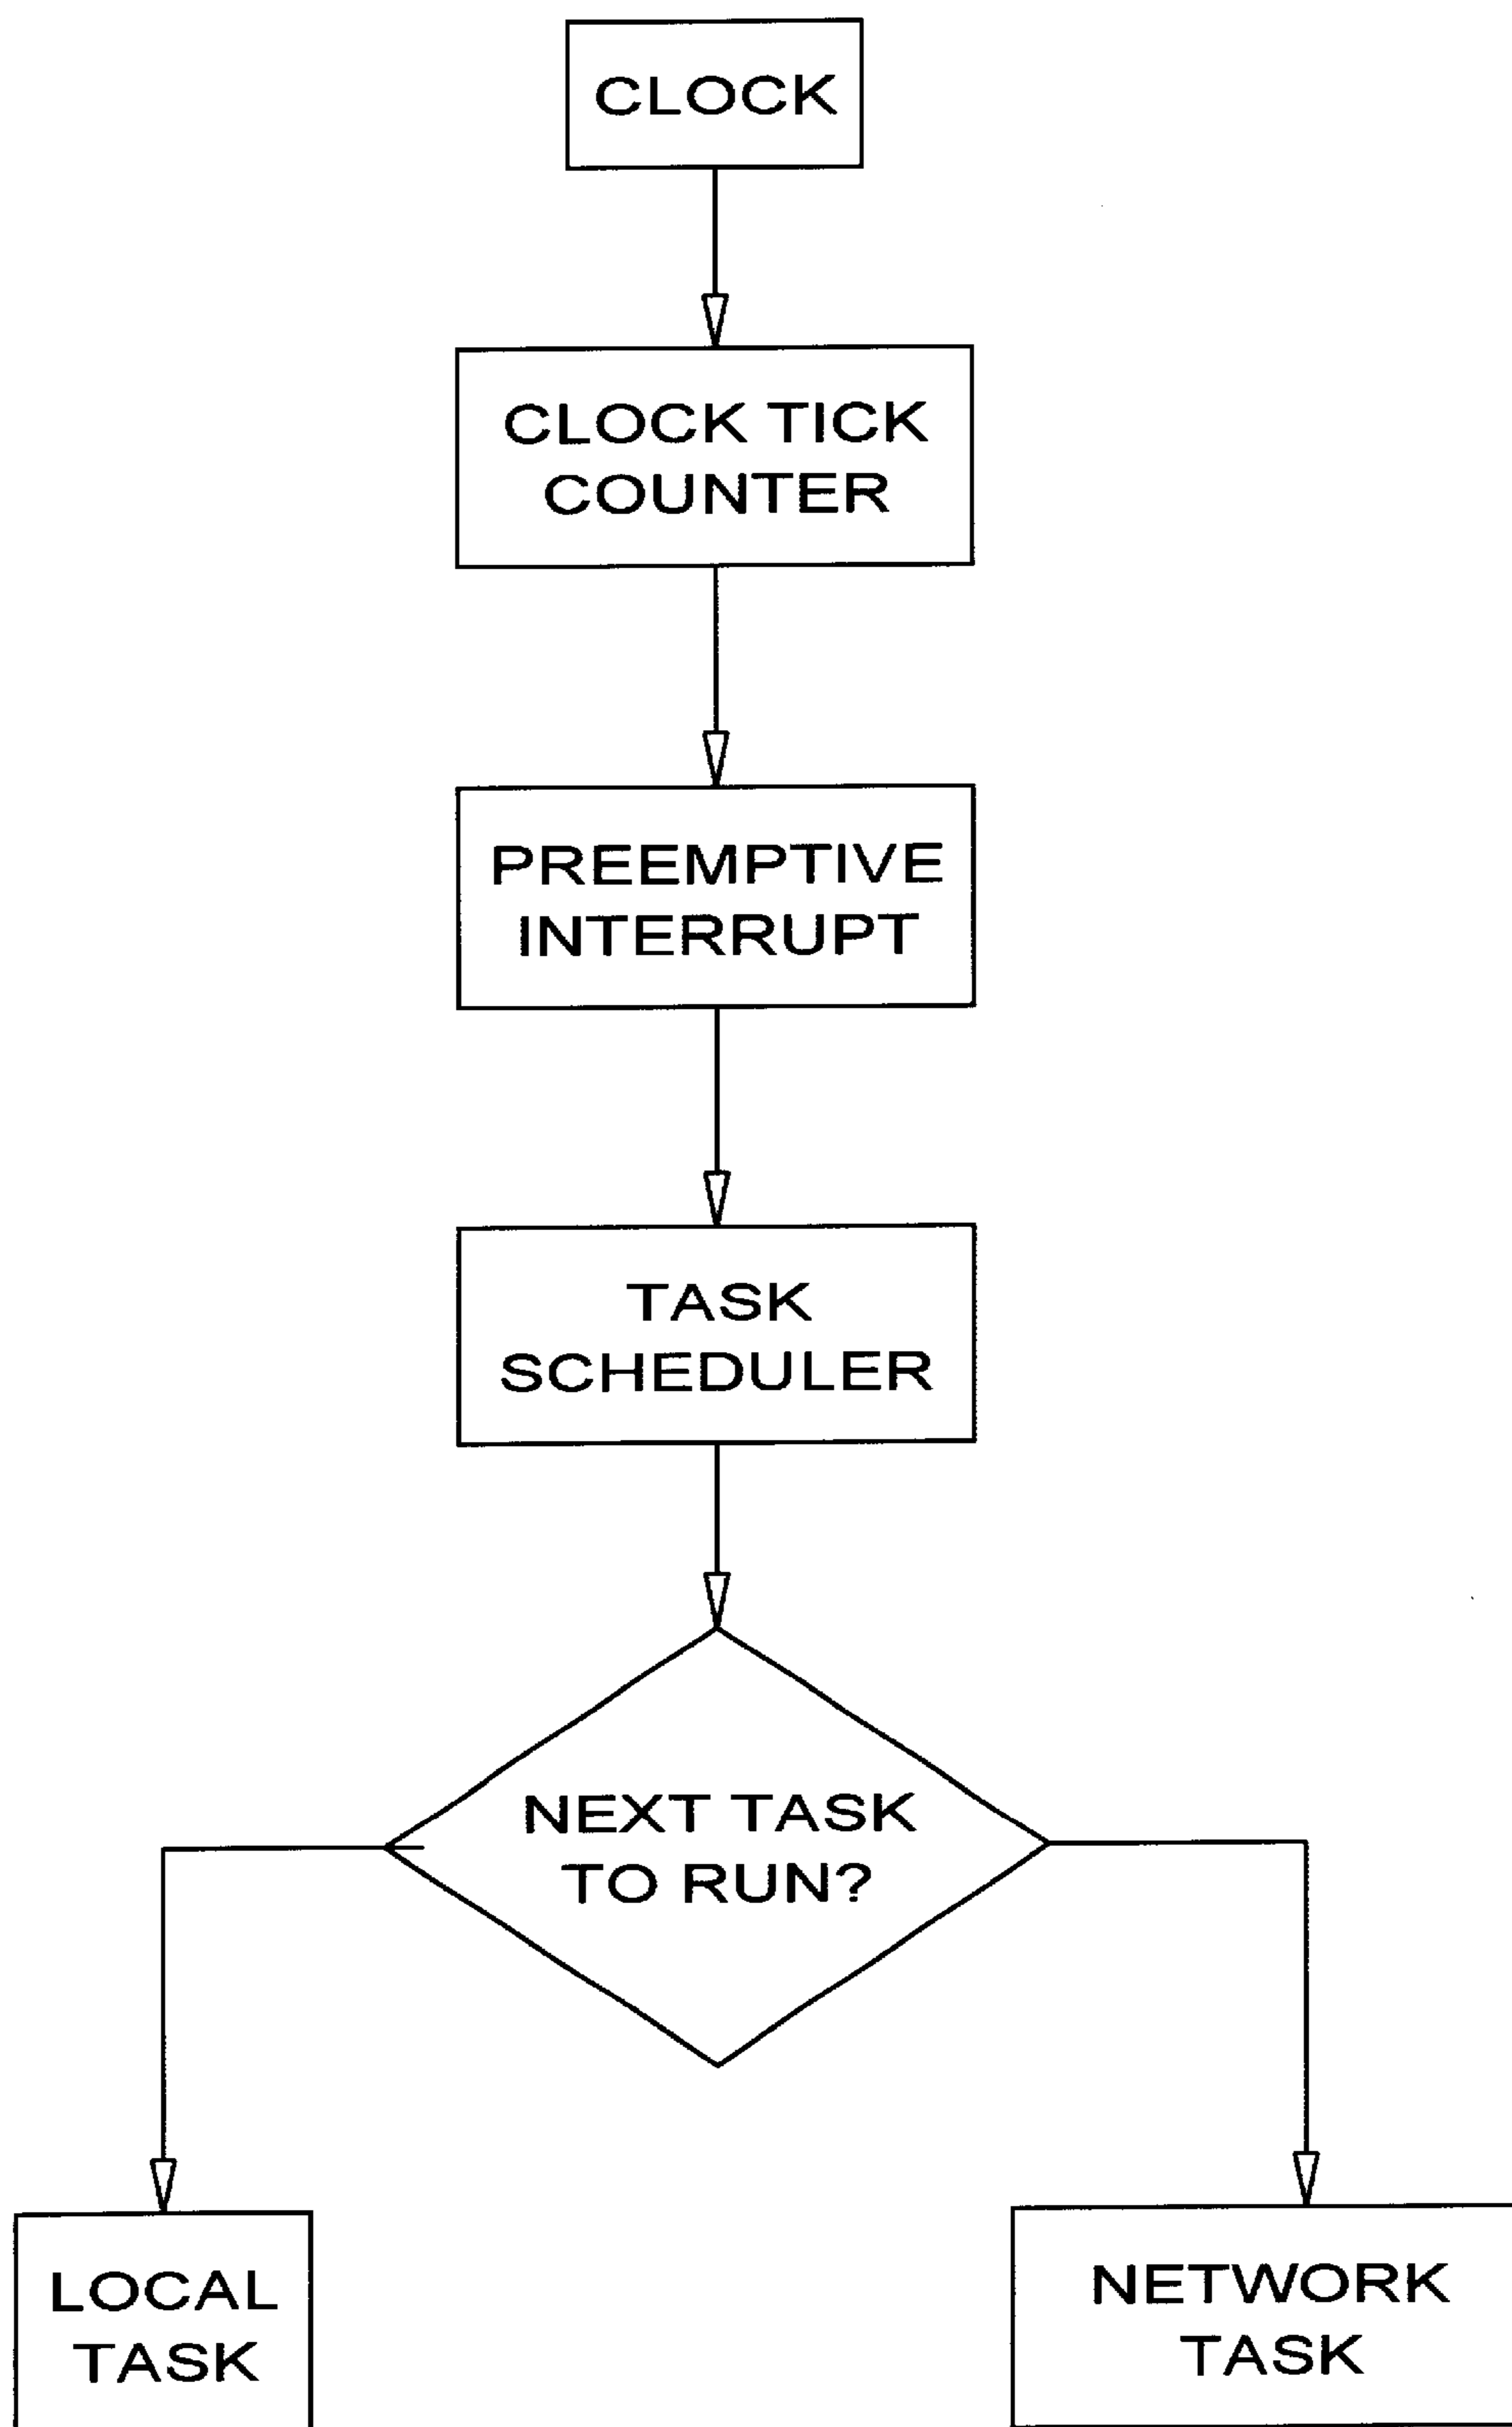 CLOCK
CLOCK TICK
COUNTER
PREEMPTIVE
INTERRUPT
TASK
SCHEDULER
NEXT TASK
TO RUN?
LOCAL
TASK
NETWORK
TASK